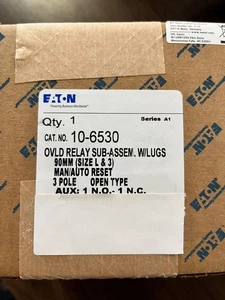 EATON
Powering Business Worldwide
Qty. 1
Series A1
CAT. NO. 10-6530
OVLD RELAY SUB-ASSEM. W/LUGS
90MM (SIZE L & 3)
MAN/AUTO RESET
3 POLE OPEN TYPE
AUX: 1 N.O.- 1 N.C.